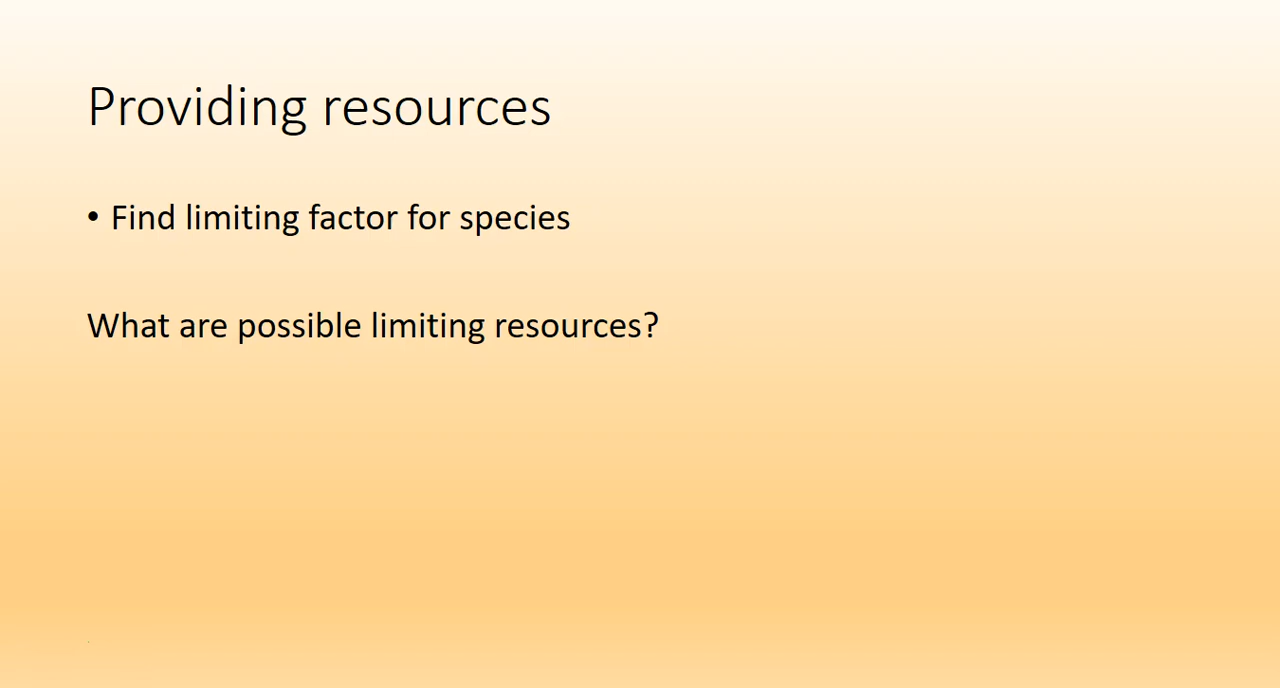 Providing resources
• Find limiting factor for species
What are possible limiting resources?